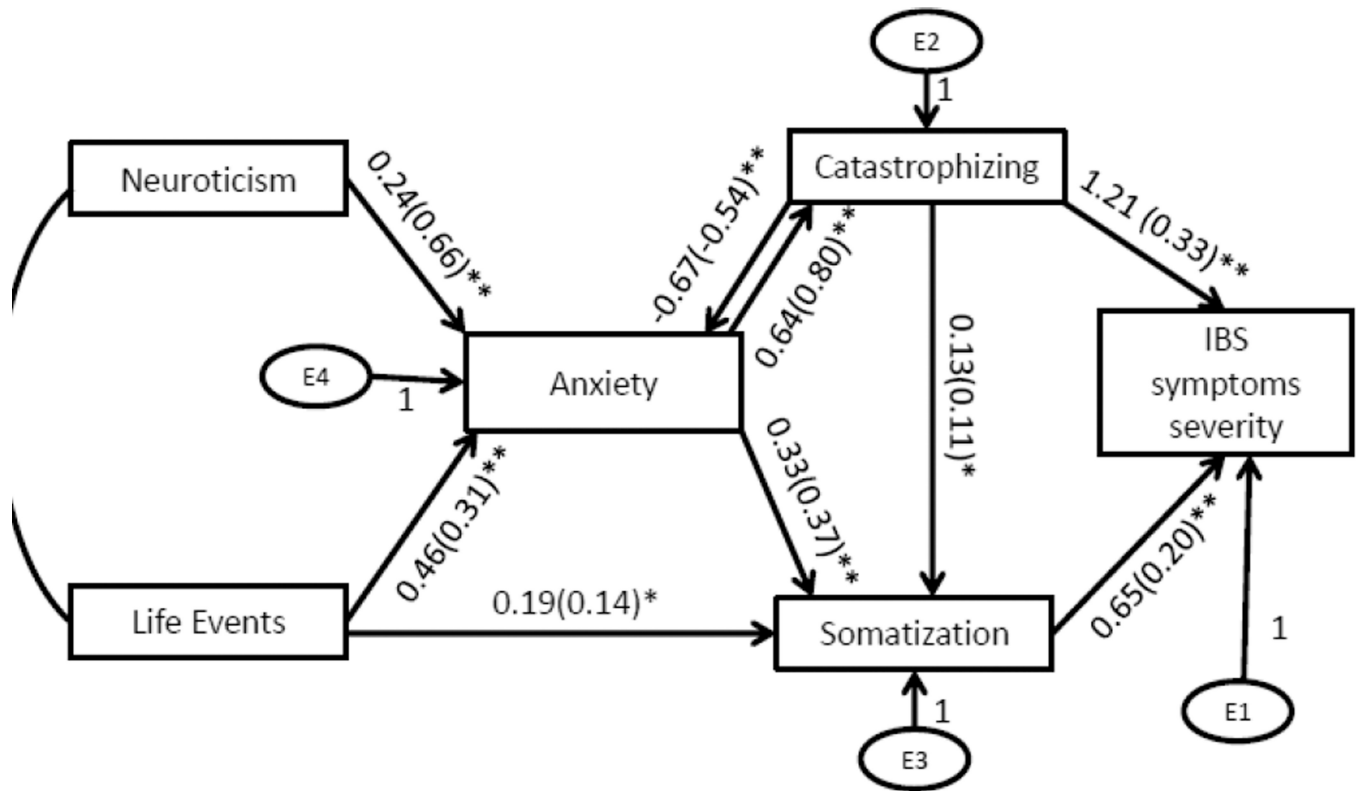 E2
1
Neuroticism
0.24(0.66)**
-0.67(-0.54)**
0.64(0.80)**
Catastrophizing
1.21 (0.33)**
E4
1
Anxiety
0.13(0.11)*
IBS
symptoms
severity
0.46(0.31)**
0.33(0.37)**
Life Events
0.19(0.14)*
Somatization
0.65(0.20)**
1
E3
1
E1